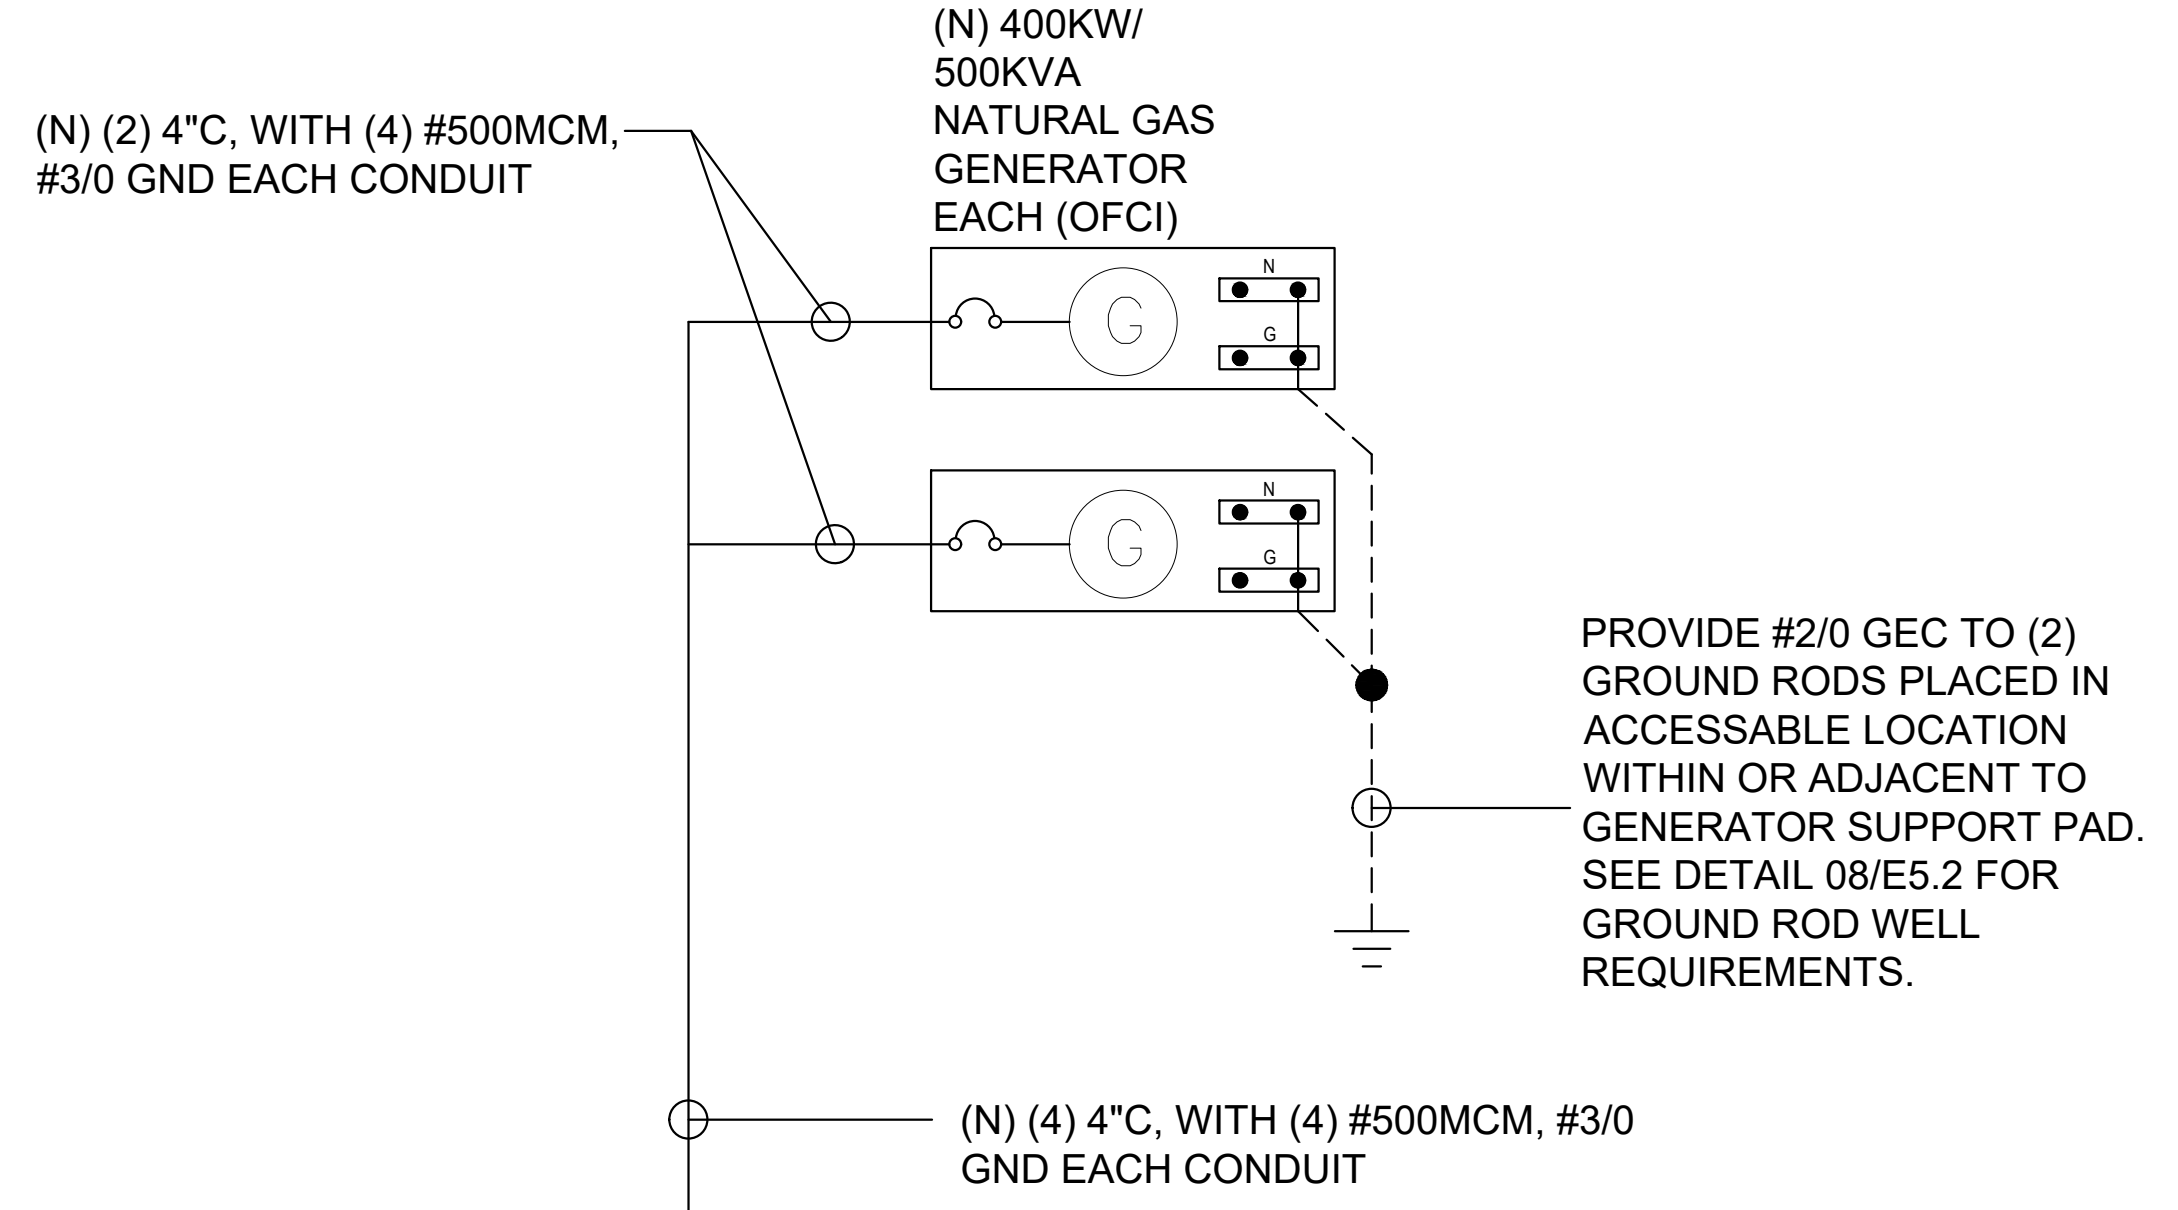 (N) 400KW/
500KVA
NATURAL GAS
GENERATOR
EACH (OFCI)
(N) (2) 4"C, WITH (4) #500MCM,
#3/0 GND EACH CONDUIT
N
G
G
N
G
G
PROVIDE #2/0 GEC TO (2)
GROUND RODS PLACED IN
ACCESSABLE LOCATION
WITHIN OR ADJACENT TO
GENERATOR SUPPORT PAD.
SEE DETAIL 08/E5.2 FOR
GROUND ROD WELL
REQUIREMENTS.
(N) (4) 4"C, WITH (4) #500MCM, #3/0
GND EACH CONDUIT